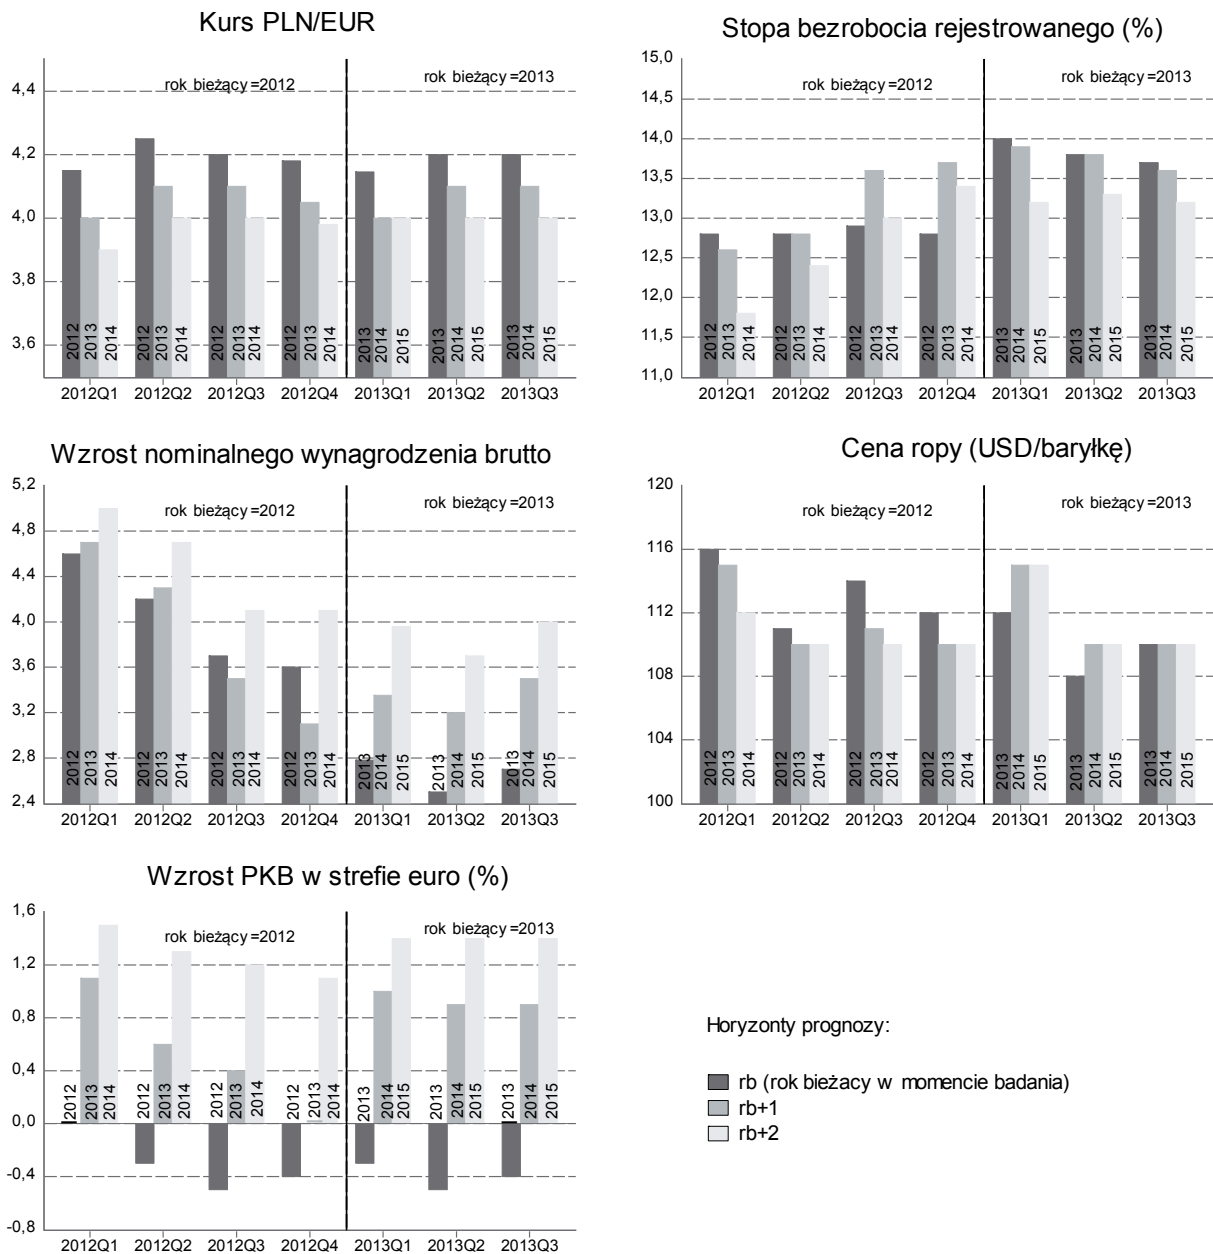 Kurs PLN/EUR
rok bieżący=2012
rok bieżący=2013
4,4
4,2
4,0
3,8
3,6
2012 2013 2014 2012 2013 2014 2012 2013 2014 2012 2013 2014 2013 2014 2015 2013 2014 2015 2013 2014 2015
2012Q1 2012Q2 2012Q3 2012Q4 2013Q1 2013Q2 2013Q3
Stopa bezrobocia rejestrowanego (%)
rok bieżący=2012
rok bieżący=2013
15,0
14,5
14,0
13,5
13,0
12,5
12,0
11,5
11,0
2012 2013 2014 2012 2013 2014 2012 2013 2014 2012 2013 2014 2013 2014 2015 2013 2014 2015 2013 2014 2015
2012Q1 2012Q2 2012Q3 2012Q4 2013Q1 2013Q2 2013Q3
Wzrost nominalnego wynagrodzenia brutto
rok bieżący=2012
rok bieżący=2013
5,2
4,8
4,4
4,0
3,6
3,2
2,8
2,4
2012 2013 2014 2012 2013 2014 2012 2013 2014 2012 2013 2014 2013 2014 2015 2013 2014 2015 2013 2014 2015
2012Q1 2012Q2 2012Q3 2012Q4 2013Q1 2013Q2 2013Q3
Cena ropy (USD/baryłkę)
rok bieżący=2012
rok bieżący=2013
120
116
112
108
104
100
2012 2013 2014 2012 2013 2014 2012 2013 2014 2012 2013 2014 2013 2014 2015 2013 2014 2015 2013 2014 2015
2012Q1 2012Q2 2012Q3 2012Q4 2013Q1 2013Q2 2013Q3
Wzrost PKB w strefie euro (%)
rok bieżący=2012
rok bieżący=2013
1,6
1,2
0,8
0,4
0,0
-0,4
-0,8
2012 2013 2014 2012 2013 2014 2012 2013 2014 2012 2013 2014 2013 2014 2015 2013 2014 2015 2013 2014 2015
2012Q1 2012Q2 2012Q3 2012Q4 2013Q1 2013Q2 2013Q3
Horyzonty prognozy:
rb (rok bieżacy w momencie badania)
rb+1
rb+2